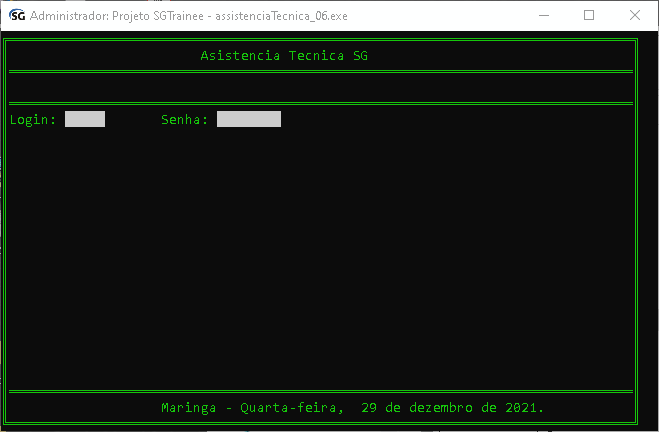 SG Administrador: Projeto SGTrainee - assistenciaTecnica_06.exe
Asistencia Tecnica SG
Login: Senha:
Maringa - Quarta-feira, 29 de dezembro de 2021.